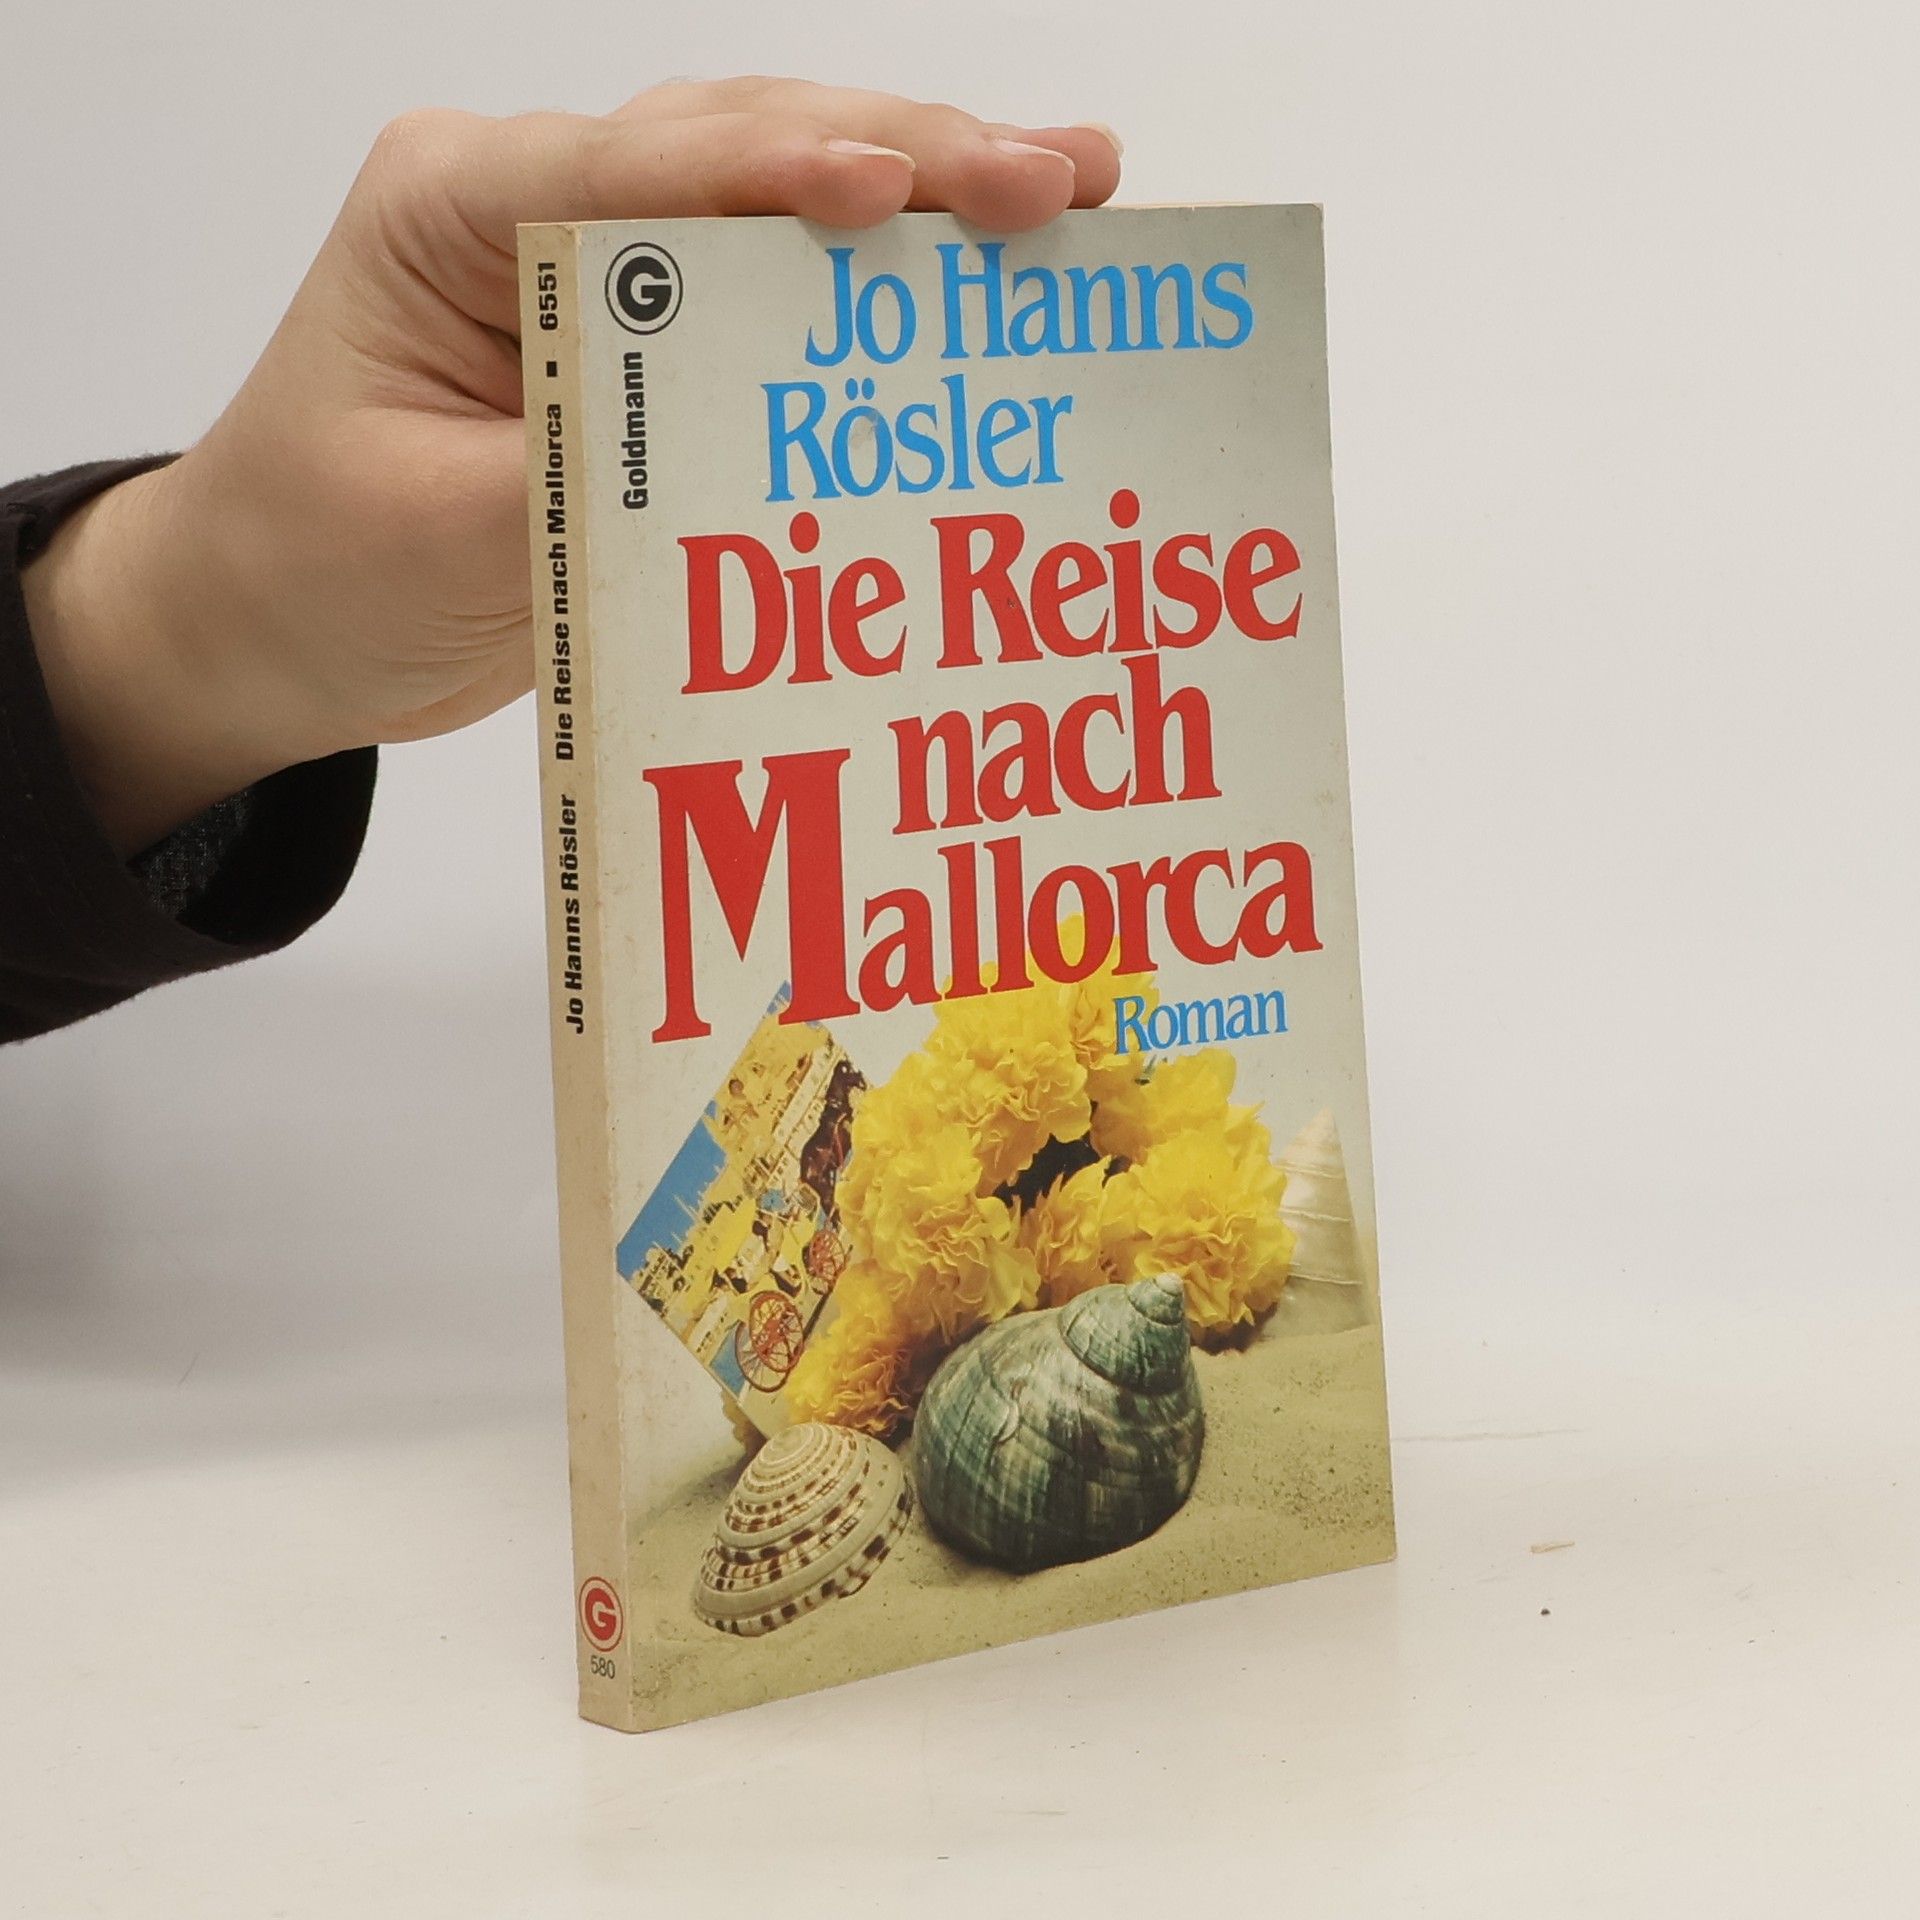 G
Goldmann
Jo Hanns
Rösler
Die Reise
nach
Mallorca
Roman
Jo Hanns Rösler Die Reise nach Mallorca ▪ 6551
G
580